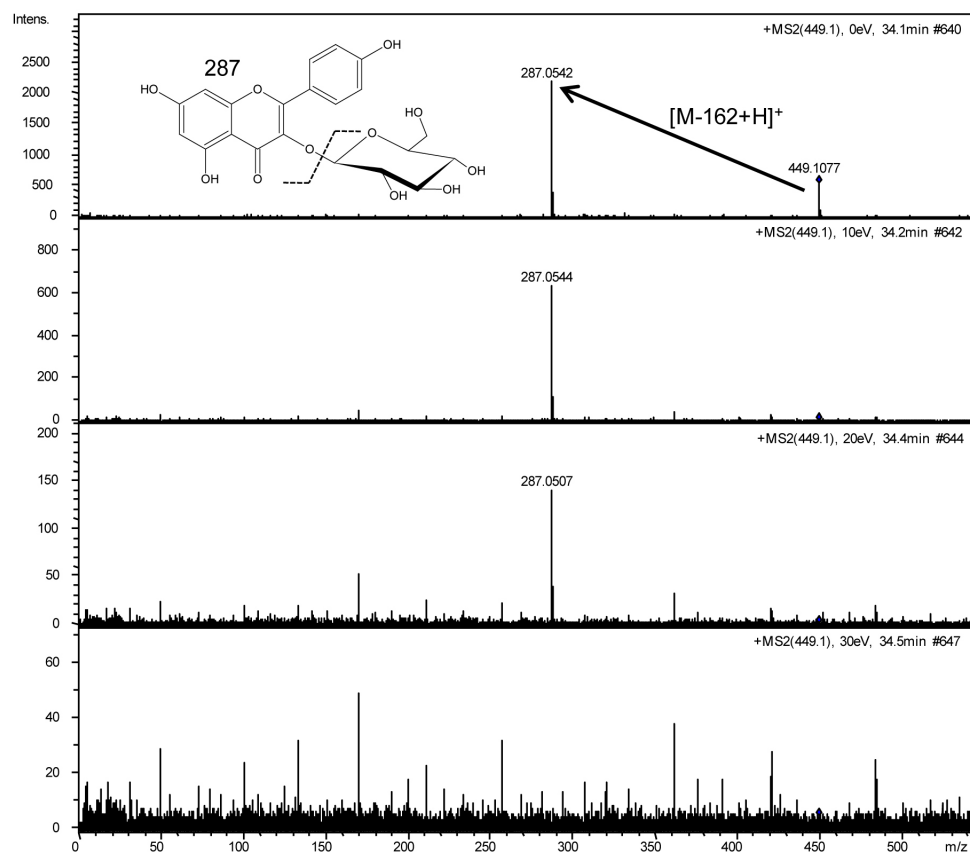 Intens.
+MS2(449.1), 0eV, 34.1min #640
2500
2000
1500
1000
500
0
287
OH
HO
O
O
HO
O
OH
O
OH
OH
OH
287.0542
[M-162+H]+
449.1077
+MS2(449.1), 10eV, 34.2min #642
800
600
400
200
0
287.0544
+MS2(449.1), 20eV, 34.4min #644
200
150
100
50
0
287.0507
+MS2(449.1), 30eV, 34.5min #647
60
40
20
0
0 50 100 150 200 250 300 350 400 450 500 m/z